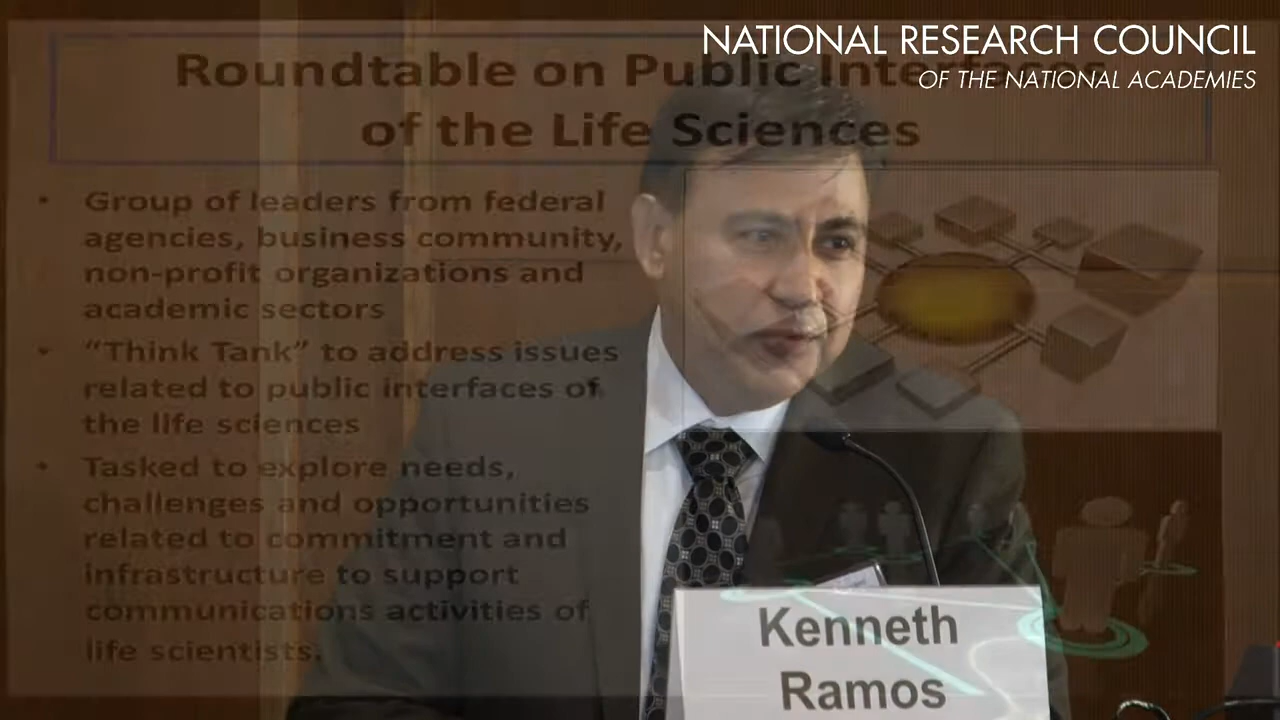 NATIONAL RESEARCH COUNCIL
OF THE NATIONAL ACADEMIES
Roundtable on Public Interfaces
of the Life Sciences
• Group of leaders from federal
agencies, business community,
non-profit organizations and
academic sectors
• “Think Tank” to address issues
related to public interfaces of
the life sciences
• Tasked to explore needs,
challenges and opportunities
related to commitment and
infrastructure to support
communications activities of
life scientists.
Kenneth
Ramos